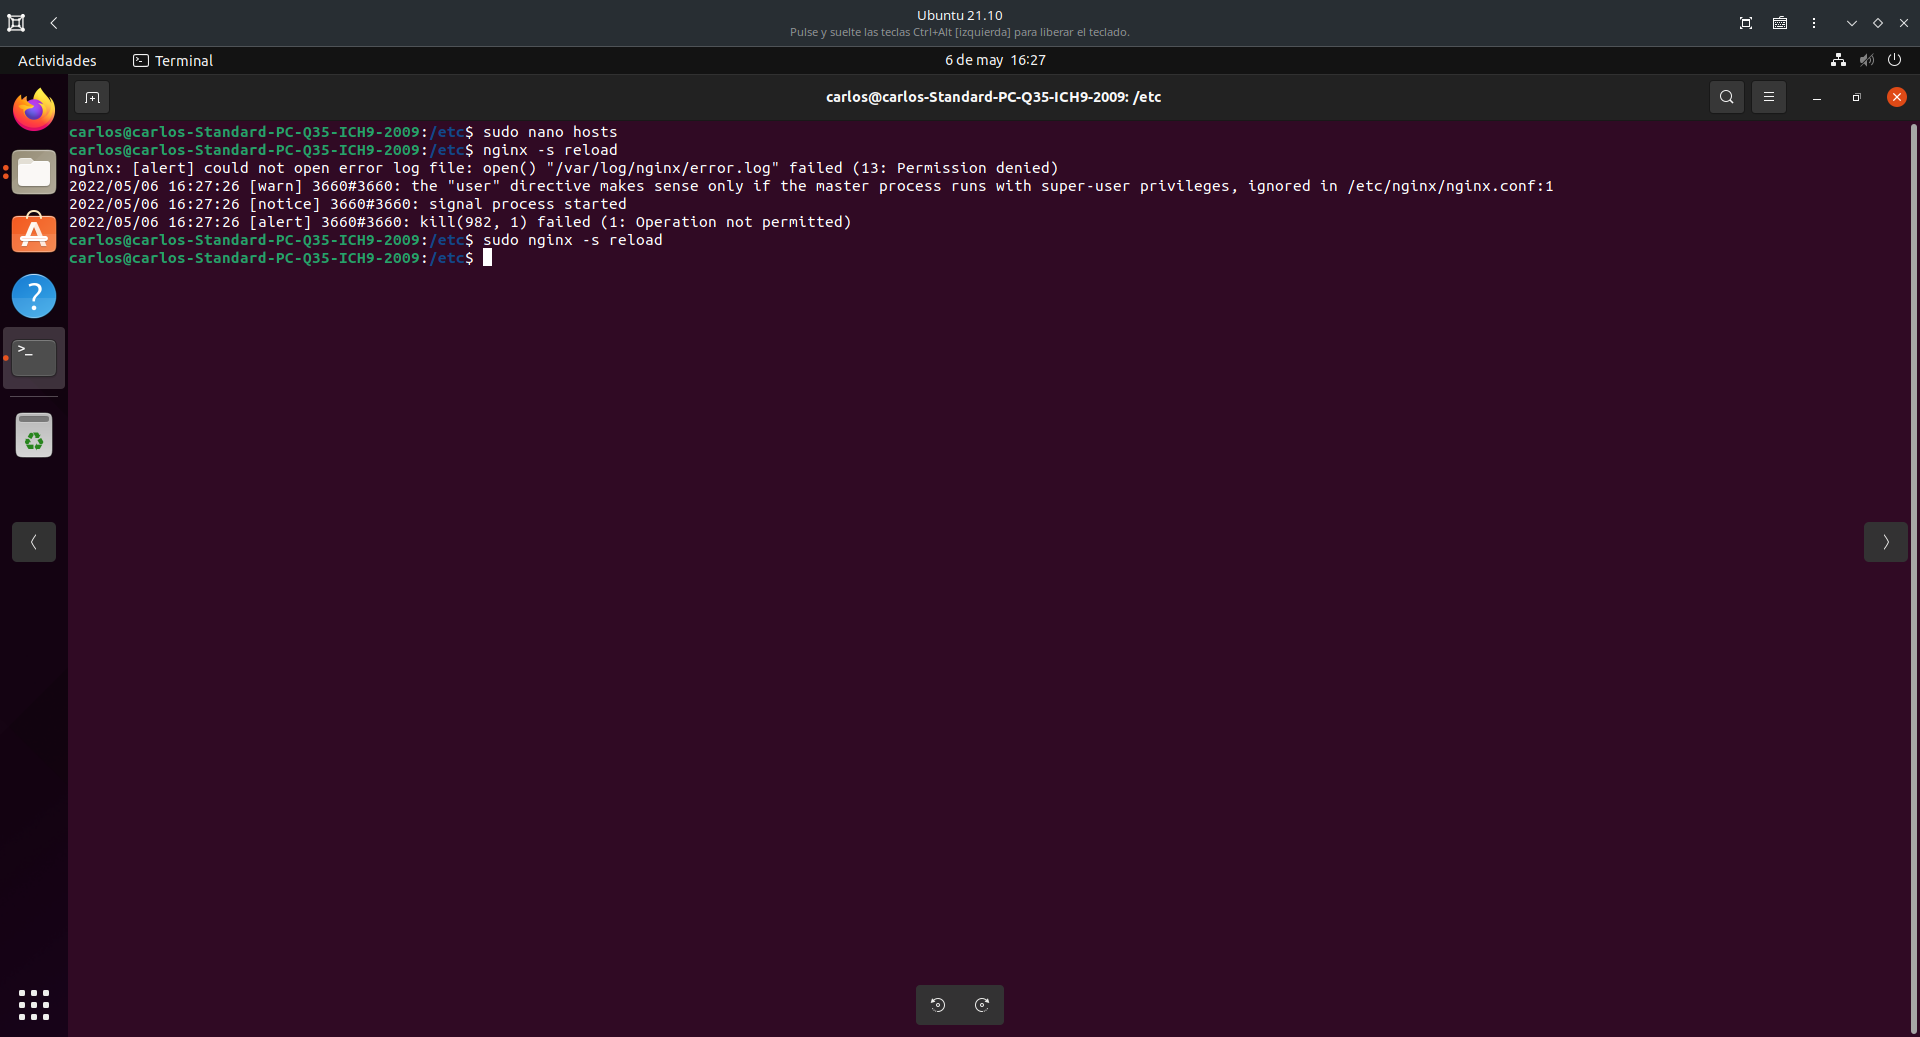 Ubuntu 21.10
Pulse y suelte las teclas Ctrl+Alt [izquierda] para liberar el teclado.
Actividades
Terminal
6 de may 16:27
carlos@carlos-Standard-PC-Q35-ICH9-2009: /etc
carlos@carlos-Standard-PC-Q35-ICH9-2009:/etc$ sudo nano hosts
carlos@carlos-Standard-PC-Q35-ICH9-2009:/etc$ nginx -s reload
nginx: [alert] could not open error log file: open() "/var/log/nginx/error.log" failed (13: Permission denied)
2022/05/06 16:27:26 [warn] 3660#3660: the "user" directive makes sense only if the master process runs with super-user privileges, ignored in /etc/nginx/nginx.conf:1
2022/05/06 16:27:26 [notice] 3660#3660: signal process started
2022/05/06 16:27:26 [alert] 3660#3660: kill(982, 1) failed (1: Operation not permitted)
carlos@carlos-Standard-PC-Q35-ICH9-2009:/etc$ sudo nginx -s reload
carlos@carlos-Standard-PC-Q35-ICH9-2009:/etc$